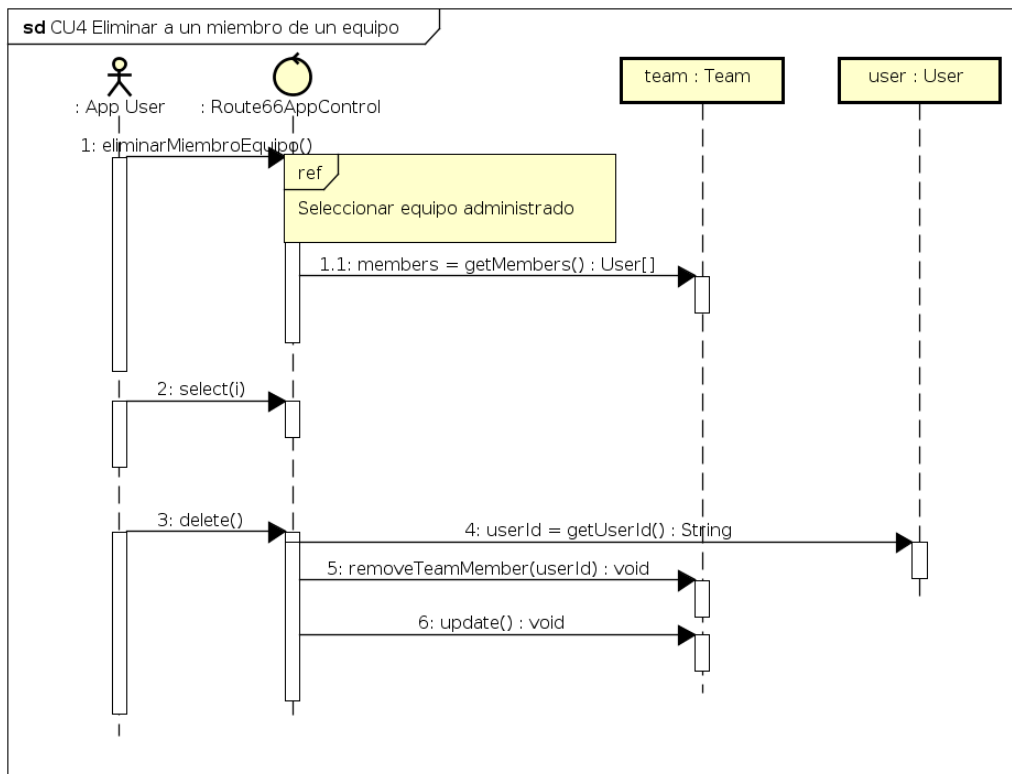 sd CU4 Eliminar a un miembro de un equipo
: App User
: Route66AppControl
team : Team
user : User
1: eliminarMiembroEquipo()
ref
Seleccionar equipo administrado
1.1: members = getMembers() : User[]
2: select(i)
3: delete()
4: userId = getUserId() : String
5: removeTeamMember(userId) : void
6: update() : void